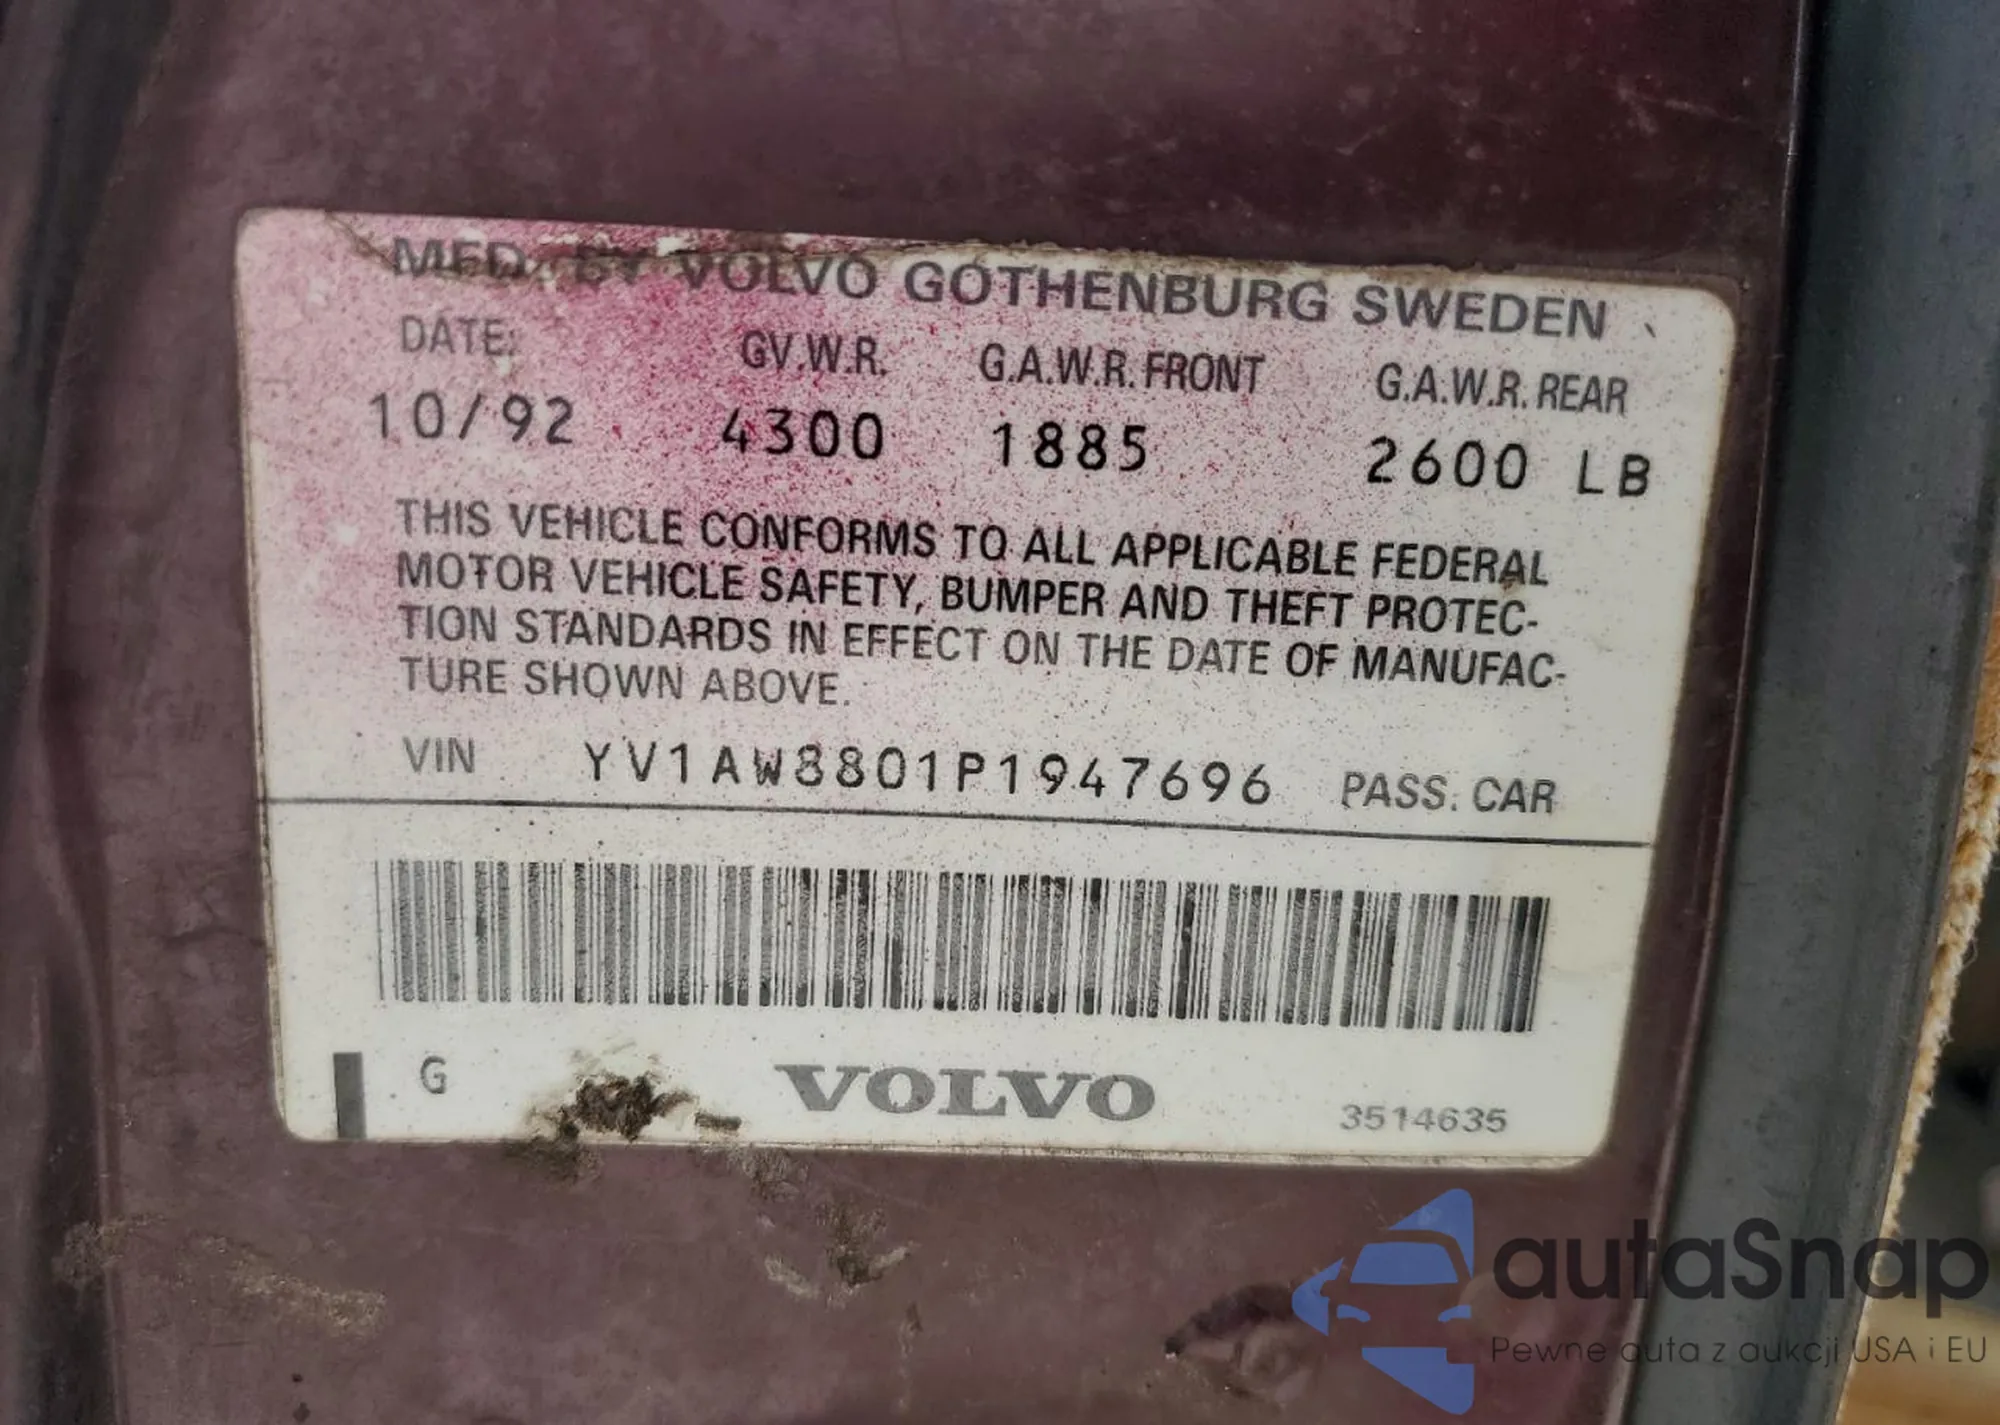 MFD. BY VOLVO GOTHENBURG SWEDEN
DATE: G.V.W.R. G.A.W.R. FRONT G.A.W.R. REAR
10/92 4300 1885 2600 LB
THIS VEHICLE CONFORMS TO ALL APPLICABLE FEDERAL
MOTOR VEHICLE SAFETY, BUMPER AND THEFT PROTEC-
TION STANDARDS IN EFFECT ON THE DATE OF MANUFAC-
TURE SHOWN ABOVE.
VIN YV1AW8801P1947696 PASS. CAR
G VOLVO 3514635
autaSnap
Pewne auta z aukcji USA i EU